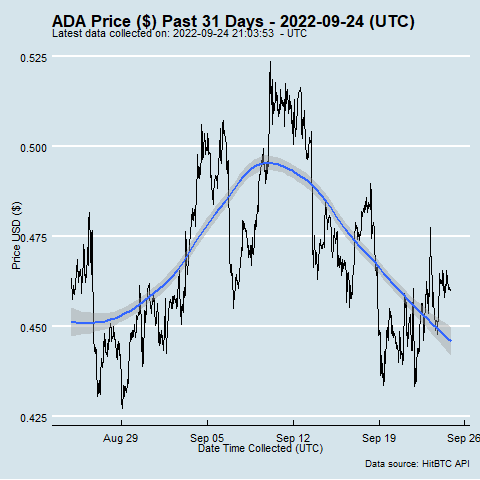 ADA Price ($) Past 31 Days - 2022-09-24 (UTC)
Latest data collected on: 2022-09-24 21:03:53 - UTC
0.525
0.500
0.475
0.450
0.425
Price USD ($)
Aug 29
Sep 05
Sep 12
Sep 19
Sep 26
Date Time Collected (UTC)
Data source: HitBTC API